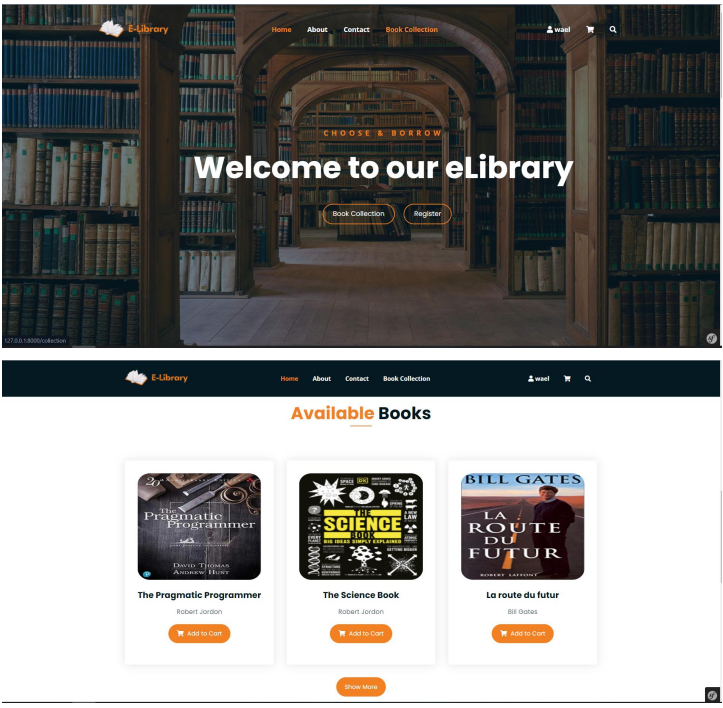 E-Library
Home About Contact Book Collection
wael
CHOOSE & BORROW
Welcome to our eLibrary
Book Collection Register
127.0.0.1:8000/collection
sf
E-Library
Home About Contact Book Collection
wael
Available Books
The
Pragmatic
Programmer
DAVID THOMAS
ANDREW HUNT
SPACE DK
THE
SCIENCE
BOOK
BIG IDEAS SIMPLY EXPLAINED
BILL GATES
LA
ROUTE
DU
FUTUR
ROBERT LAFFONT
The Pragmatic Programmer
Robert Jordon
Add to Cart
The Science Book
Robert Jordon
Add to Cart
La route du futur
Bill Gates
Add to Cart
Show More
sf